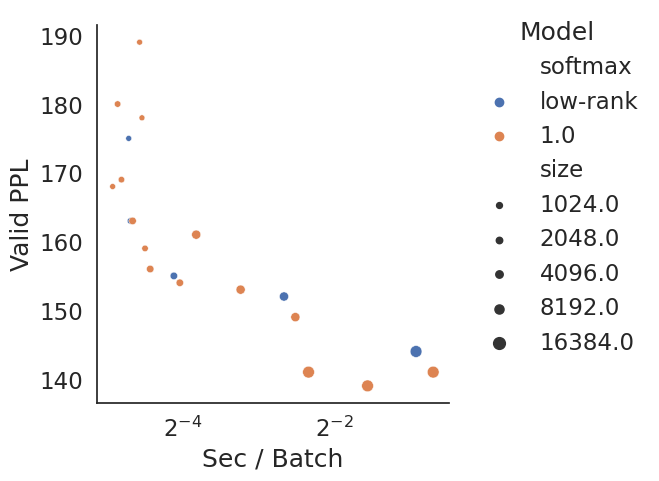 190
180
170
160
150
140
Valid PPL
2⁻⁴
2⁻²
Sec / Batch
Model
softmax
low-rank
1.0
size
1024.0
2048.0
4096.0
8192.0
16384.0